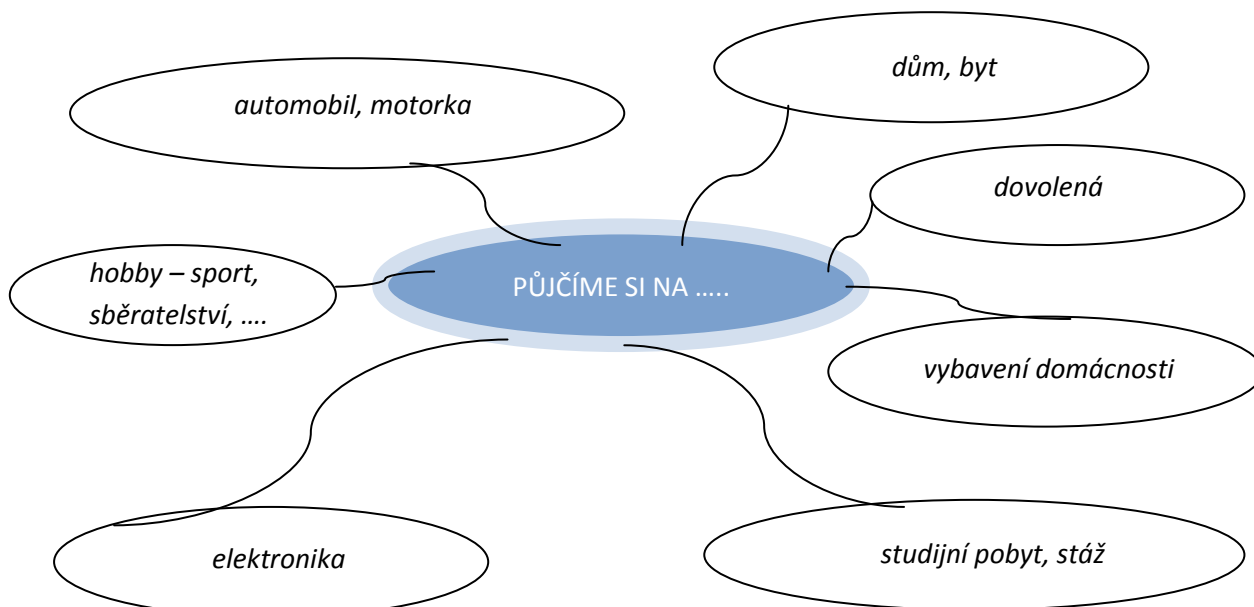 dům, byt
automobil, motorka
dovolená
hobby – sport,
sběratelství, ....
PŮJČÍME SI NA .....
vybavení domácnosti
elektronika
studijní pobyt, stáž